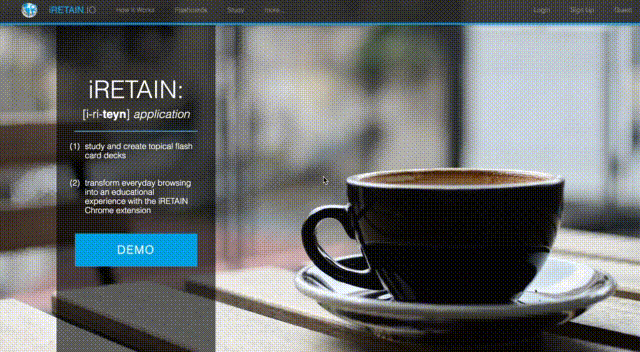 iRETAIN.IO How It Works Flashcards Study more... Login Sign Up Guest
iRETAIN:
[i-ri-teyn] application
(1) study and create topical flash
card decks
(2) transform everyday browsing
into an educational
experience with the iRETAIN
Chrome extension
DEMO